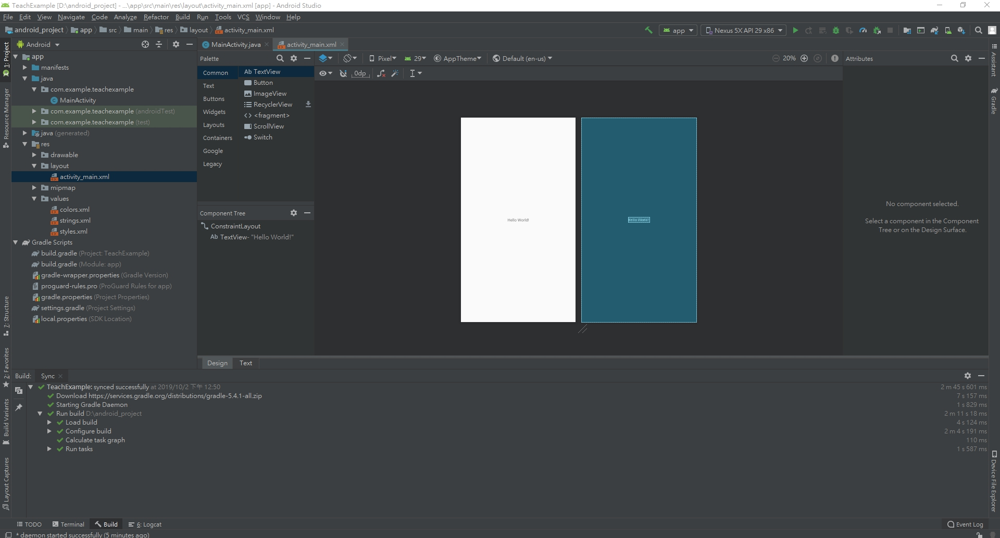 TeachExample [D:\android_project] - ...\app\src\main\res\layout\activity_main.xml [app] - Android Studio
File Edit View Navigate Code Analyze Refactor Build Run Tools VCS Window Help
android_project app src main res layout activity_main.xml
app Nexus 5X API 29 x86
1: Project
Resource Manager
7: Structure
2: Favorites
Build Variants
Layout Captures
Android
app
manifests
java
com.example.teachexample
MainActivity
com.example.teachexample (androidTest)
com.example.teachexample (test)
java (generated)
res
drawable
layout
activity_main.xml
mipmap
values
colors.xml
strings.xml
styles.xml
Gradle Scripts
build.gradle (Project: TeachExample)
build.gradle (Module: app)
gradle-wrapper.properties (Gradle Version)
proguard-rules.pro (ProGuard Rules for app)
gradle.properties (Project Properties)
settings.gradle (Project Settings)
local.properties (SDK Location)
MainActivity.java activity_main.xml
Palette
Common
Text
Buttons
Widgets
Layouts
Containers
Google
Legacy
Ab TextView
Button
ImageView
RecyclerView
<fragment>
ScrollView
Switch
Component Tree
ConstraintLayout
Ab TextView- "Hello World!"
Pixel 29 AppTheme Default (en-us) 20%
0dp
Hello World!
Hello World!
Attributes
No component selected.
Select a component in the Component
Tree or on the Design Surface.
Assistant
Gradle
Device File Explorer
Design Text
Build: Sync
TeachExample: synced successfully at 2019/10/2 下午 12:50 2 m 45 s 601 ms
Download https://services.gradle.org/distributions/gradle-5.4.1-all.zip 7 s 157 ms
Starting Gradle Daemon 1 s 829 ms
Run build D:\android_project 2 m 11 s 18 ms
Load build 4 s 124 ms
Configure build 2 m 4 s 191 ms
Calculate task graph 110 ms
Run tasks 1 s 587 ms
TODO Terminal Build 6: Logcat Event Log
* daemon started successfully (5 minutes ago)